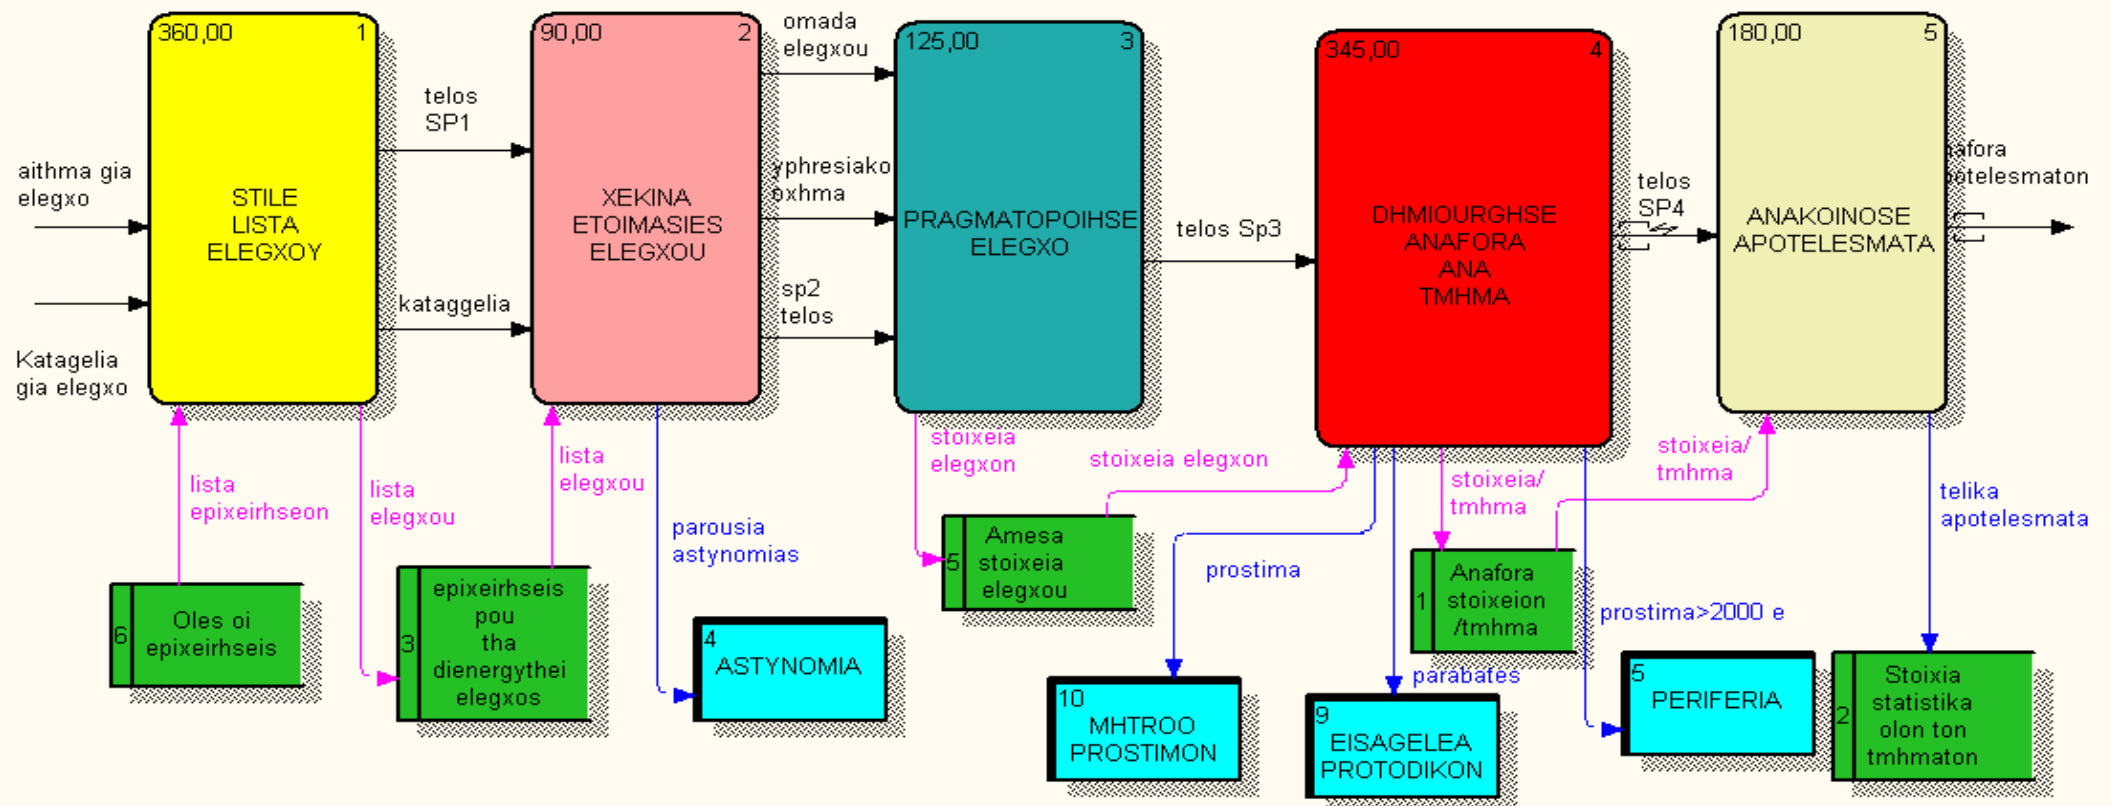 360,00 1
STILE
LISTA
ELEGXOY
90,00 2
XEKINA
ETOIMASIES
ELEGXOU
125,00 3
PRAGMATOPOIHSE
ELEGXO
345,00 4
DHMIOURGHSE
ANAFORA
ANA
TMHMA
180,00 5
ANAKOINOSE
APOTELESMATA
aithma gia
elegxo
Katagelia
gia elegxo
telos
SP1
kataggelia
omada
elegxou
yphresiako
oxhma
sp2
telos
telos Sp3
telos
SP4
afora
otelesmaton
lista
epixeirhseon
lista
elegxou
lista
elegxou
parousia
astynomias
stoixeia
elegxon
stoixeia elegxon
prostima
stoixeia/
tmhma
parabates
prostima>2000 e
stoixeia/
tmhma
telika
apotelesmata
6
Oles oi
epixeirhseis
3
epixeirhseis
pou
tha
dienergythei
elegxos
4
ASTYNOMIA
5
Amesa
stoixeia
elegxou
10
MHTROO
PROSTIMON
9
EISAGELEA
PROTODIKON
1
Anafora
stoixeion
/tmhma
5
PERIFERIA
2
Stoixia
statistika
olon ton
tmhmaton